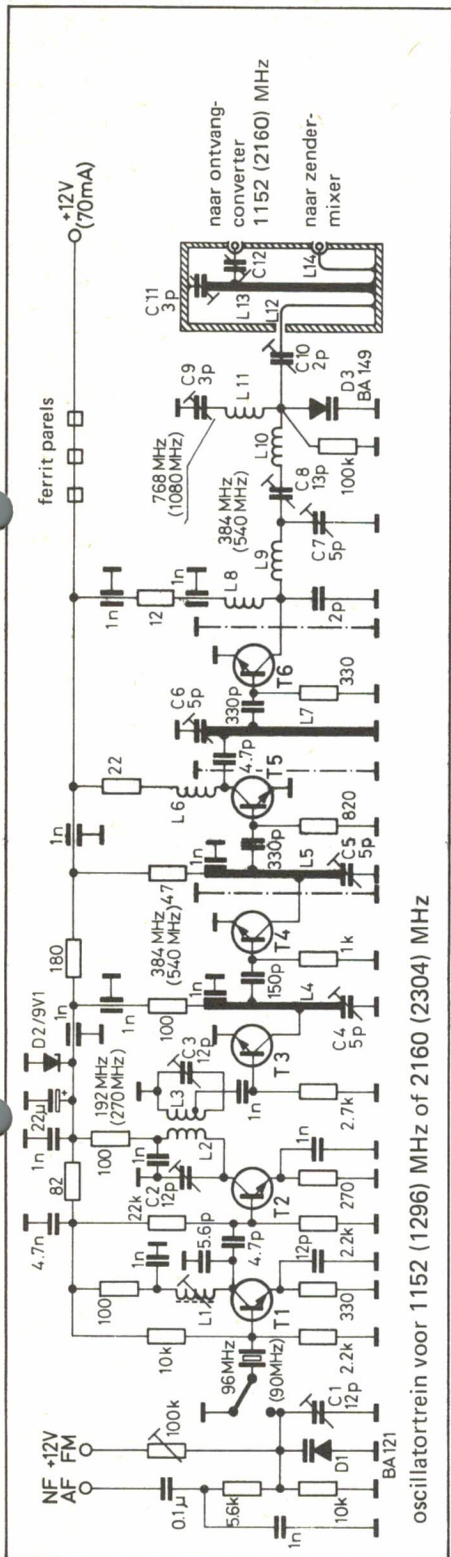 NF
AF
+12V
FM
0.1µ
100k
5.6k
1n
10k
D1
BA 121
C1
12p
96MHz
(90MHz)
10k
2.2k
100
1n
L1
5.6p
T1
330
12p
4.7n
82
22k
4.7p
T2
2.2k
270
1n
1n
22µ
+
D2/9V1
100
1n
C2
12p
192 MHz
(270MHz)
L2
L3
C3
12p
1n
2.7k
T3
1n
180
1n
100
1n
L4
C4
5p
384 MHz
(540 MHz)
150p
T4
1k
47
1n
L5
C5
5p
1n
22
L6
330p
T5
820
4.7p
C6
5p
L7
330p
T6
330
1n
12
1n
L8
2p
L9
C7
5p
384 MHz
(540 MHz)
C8
13p
L10
768 MHz
(1080 MHz)
C9
3p
L11
100k
D3
BA 149
C10
2p
ferrit parels
+12V
(70mA)
C11
3p
L12
L13
C12
L14
naar ontvang-
converter
1152 (2160) MHz
naar zender-
mixer
oscillatortrein voor 1152 (1296) MHz of 2160 (2304) MHz